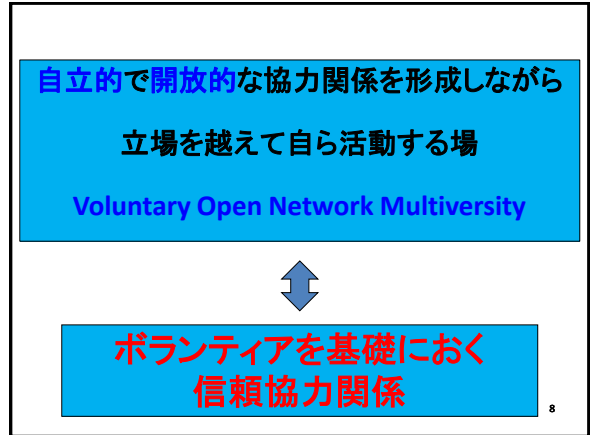 自立的で開放的な協力関係を形成しながら
立場を越えて自ら活動する場
Voluntary Open Network Multiversity
ボランティアを基礎におく
信頼協力関係
8